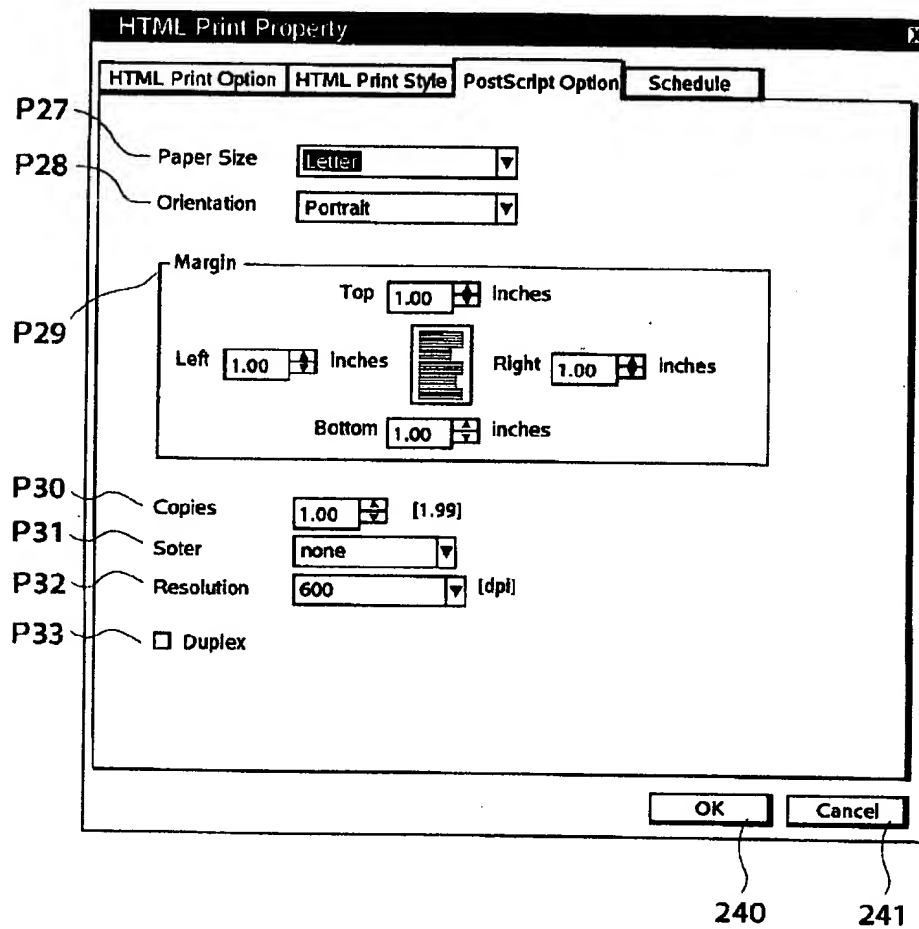 HTML Print Property X
HTML Print Option HTML Print Style PostScript Option Schedule
P27 Paper Size Letter
P28 Orientation Portrait
P29 Margin
Top 1.00 inches
Left 1.00 inches Right 1.00 inches
Bottom 1.00 inches
P30 Copies 1.00 [1.99]
P31 Soter none
P32 Resolution 600 [dpi]
P33 Duplex
OK Cancel
240 241